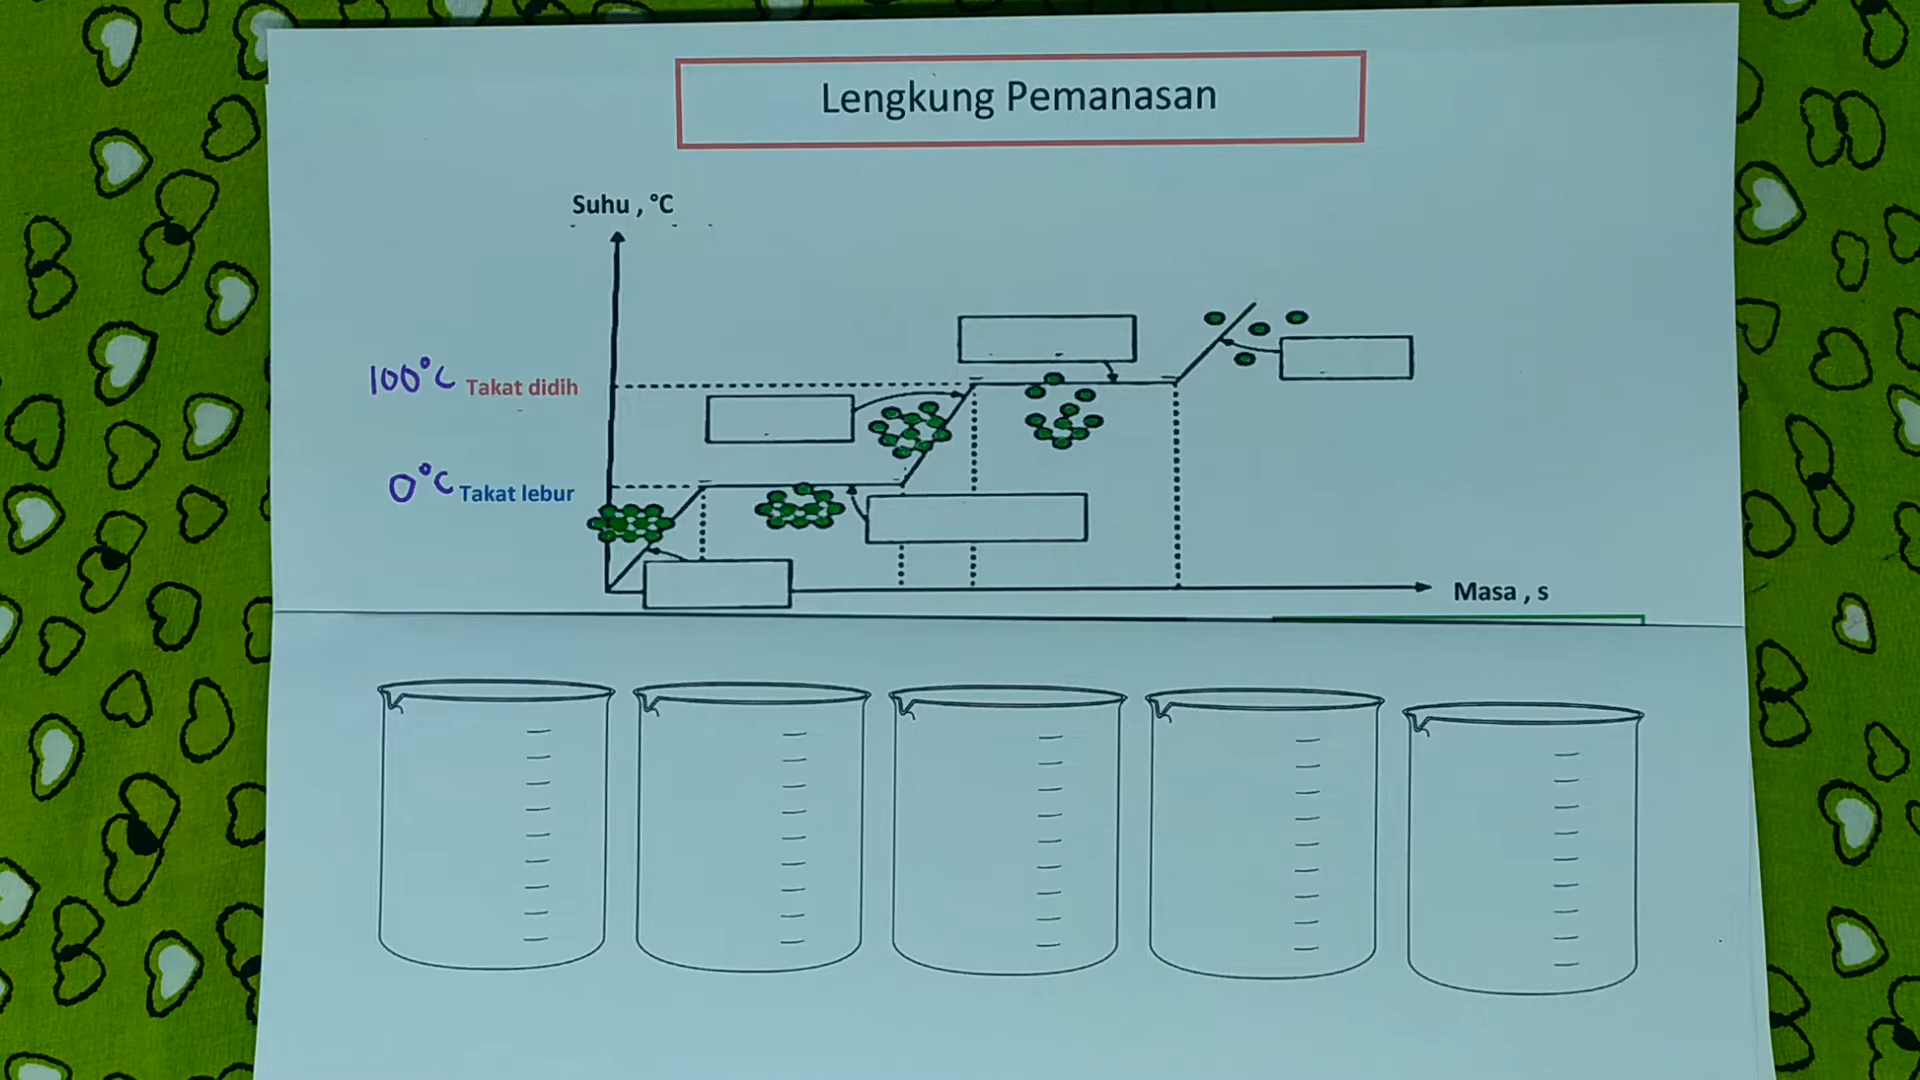 Lengkung Pemanasan
Suhu , °C
100°C Takat didih
0°C Takat lebur
Masa , s